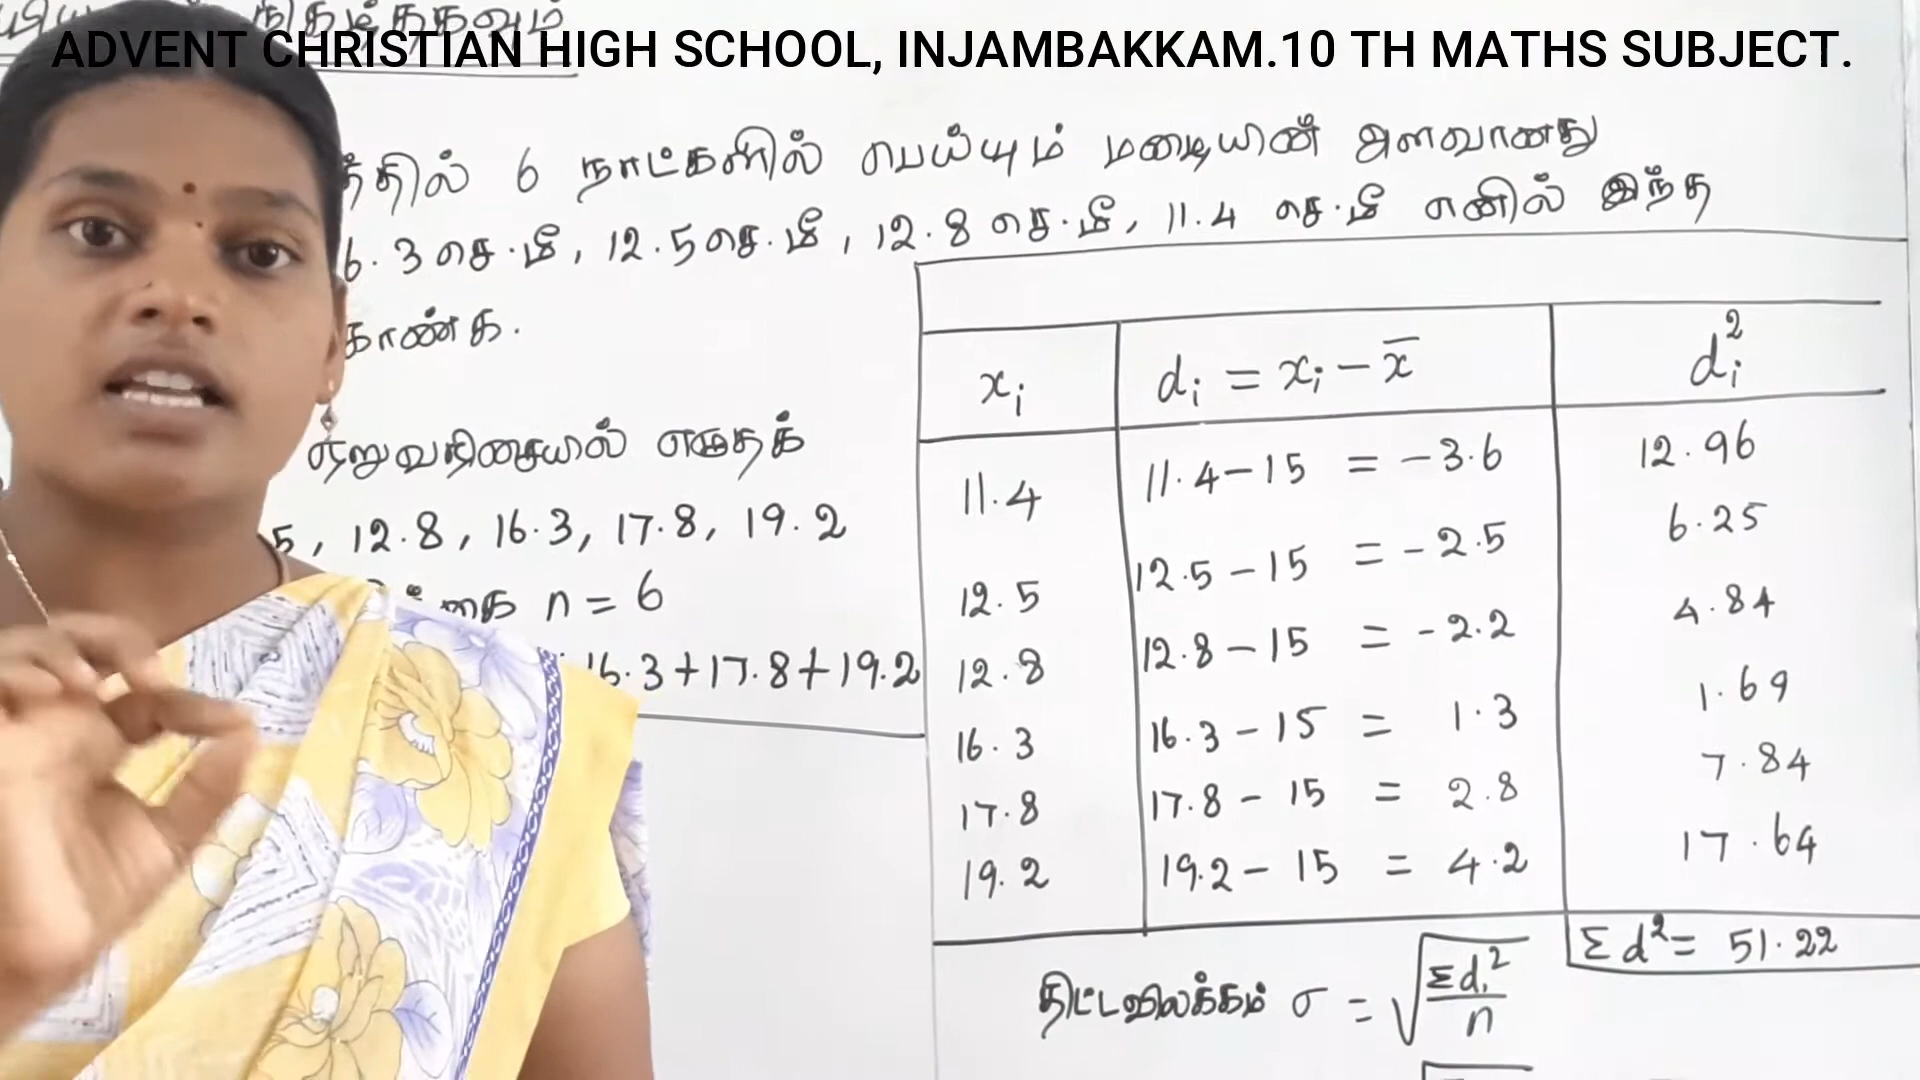 நிகழ்தகவும்
ADVENT CHRISTIAN HIGH SCHOOL, INJAMBAKKAM.10 TH MATHS SUBJECT.
த்தில் 6 நாட்களில் பெய்யும் மழையின் அளவானது
6.3 செ.மீ, 12.5 செ.மீ, 12.8 செ.மீ, 11.4 செ.மீ எனில் இந்த
காண்க.
ஏறுவரிசையில் எழுதக்
5, 12.8, 16.3, 17.8, 19.2
n = 6
16.3+17.8+19.2
xᵢ dᵢ = xᵢ − x̄ dᵢ²
11.4 11.4−15 = −3.6 12.96
12.5 12.5−15 = −2.5 6.25
12.8 12.8−15 = −2.2 4.84
16.3 16.3−15 = 1.3 1.69
17.8 17.8−15 = 2.8 7.84
19.2 19.2−15 = 4.2 17.64
Σd² = 51.22
திட்டவிலக்கம் σ = √(Σdᵢ²/n)